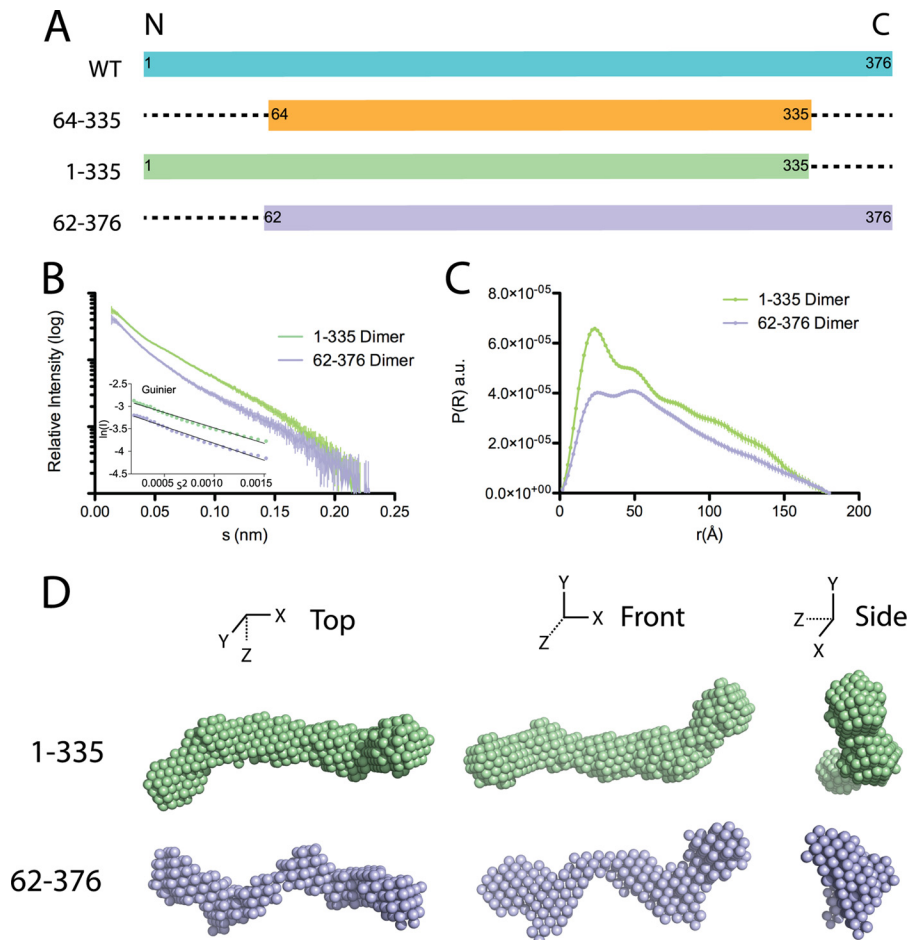 A N C
WT 1 376
64-335 64 335
1-335 1 335
62-376 62 376
B
Relative Intensity (log)
1-335 Dimer
62-376 Dimer
Guinier
ln(I)
-2.5
-3
-3.5
-4
-4.5
0.0005 s2 0.0010 0.0015
0.00 0.05 0.10 0.15 0.20 0.25
s (nm)
C
P(R) a.u.
8.0×10-05
6.0×10-05
4.0×10-05
2.0×10-05
0.0×10+00
1-335 Dimer
62-376 Dimer
0 50 100 150 200
r(Å)
D
Y X Z Top
Y X Z Front
Y Z X Side
1-335
62-376